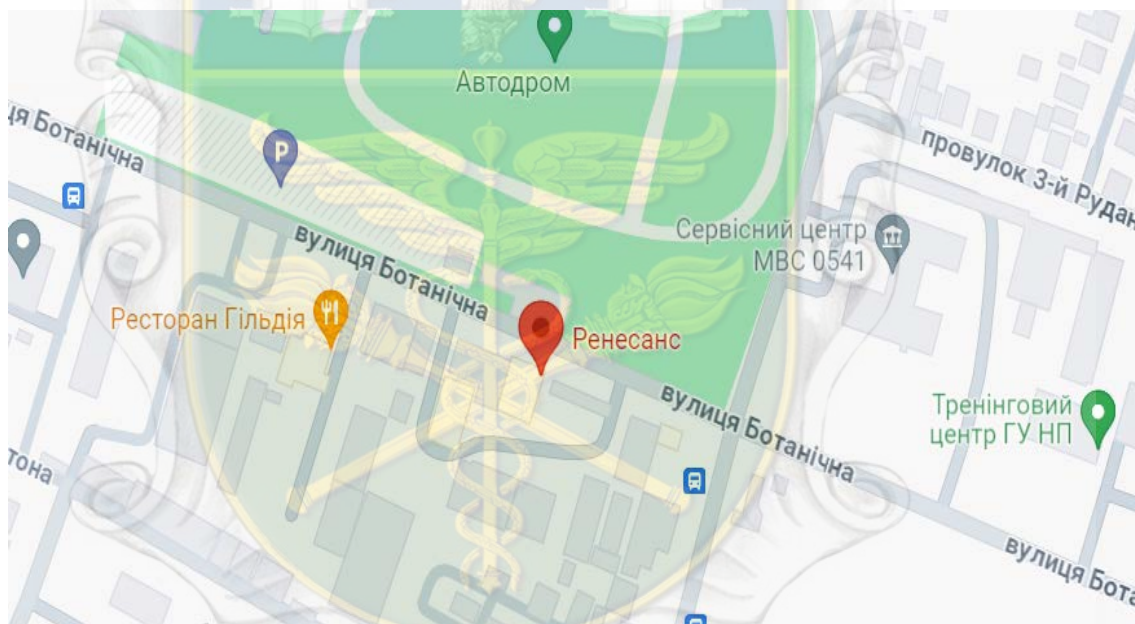 Автодром
ця Ботанічна
P
провулок 3-й Рудан
Сервісний центр
МВС 0541
вулиця Ботанічна
Ресторан Гільдія
Ренесанс
вулиця Ботанічна
Тренінговий
центр ГУ НП
тона
вулиця Бота